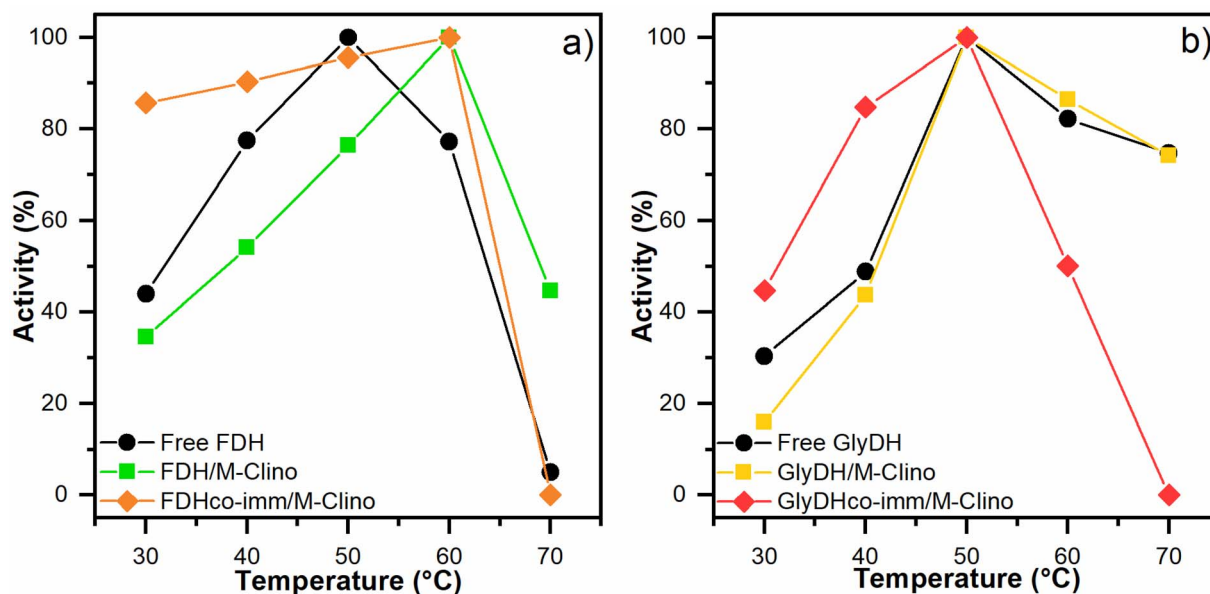 a)
100
80
60
40
20
0
Activity (%)
Free FDH
FDH/M-Clino
FDHco-imm/M-Clino
30 40 50 60 70
Temperature (°C)
b)
100
80
60
40
20
0
Activity (%)
Free GlyDH
GlyDH/M-Clino
GlyDHco-imm/M-Clino
30 40 50 60 70
Temperature (°C)